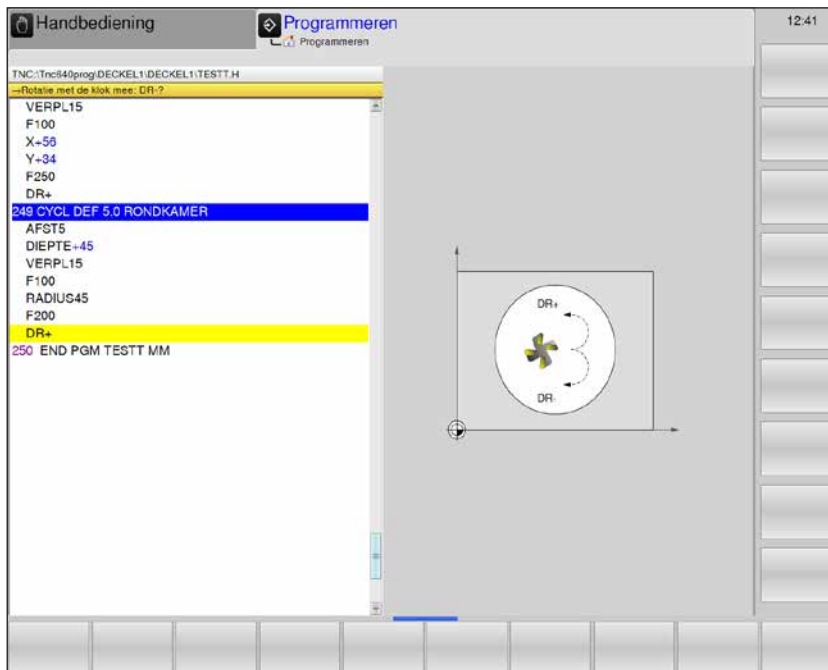 Handbediening
Programmeren
Programmeren
12:41
TNC:\Tnc640prog\DECKEL1\DECKEL1\TESTT.H
→Rotatie met de klok mee: DR-?
VERPL15
F100
X+56
Y+34
F250
DR+
249 CYCL DEF 5.0 RONDKAMER
AFST5
DIEPTE+45
VERPL15
F100
RADIUS45
F200
DR+
250 END PGM TESTT MM
DR+
DR-